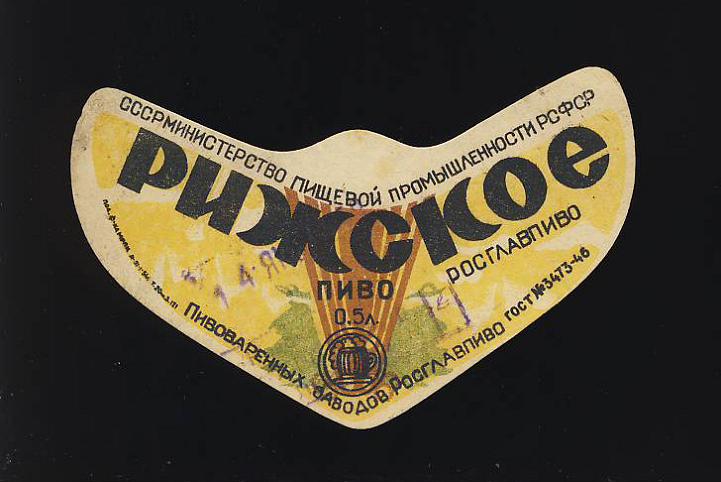 СССР МИНИСТЕРСТВО ПИЩЕВОЙ ПРОМЫШЛЕННОСТИ РСФСР
РИЖСКОЕ
РОСГЛАВПИВО
ПИВО
0.5л.
ПИВОВАРЕННЫХ ЗАВОДОВ РОСГЛАВПИВО ГОСТ №3473-46